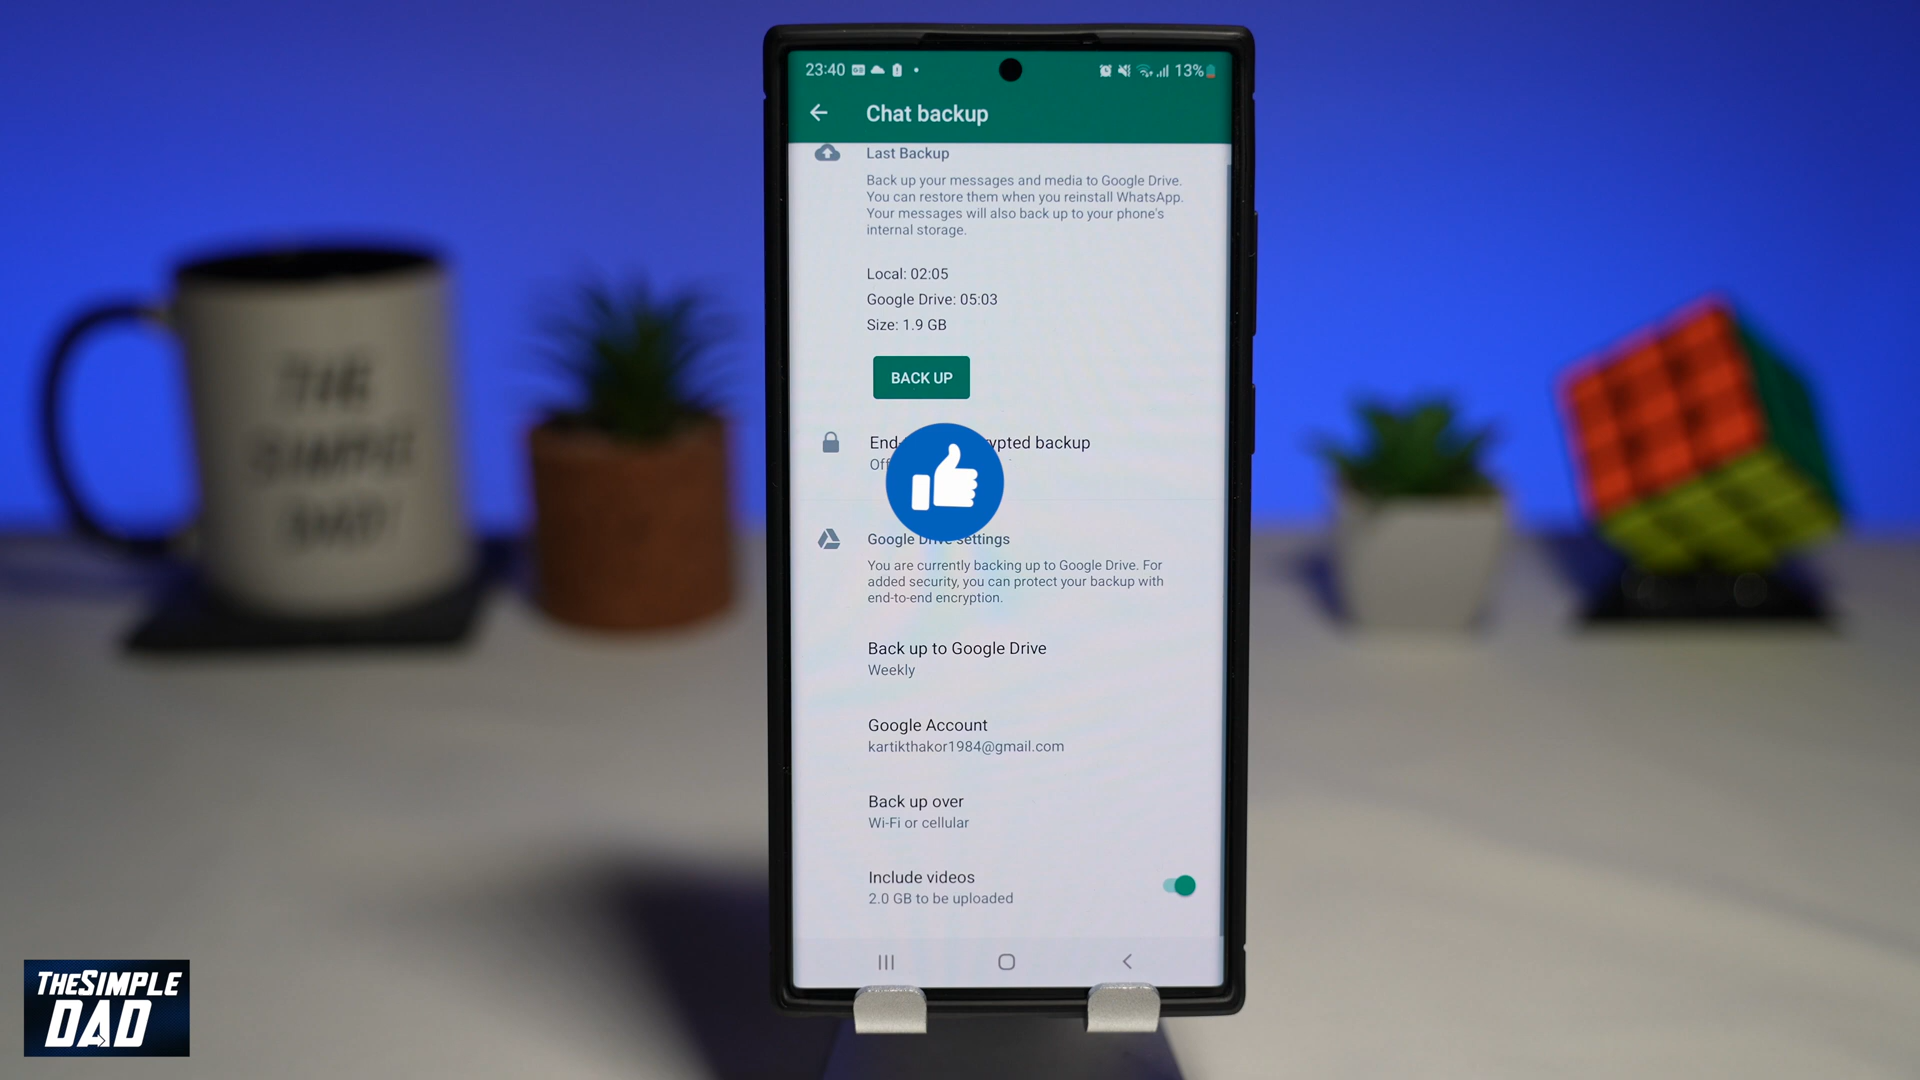 23:40
13%
Chat backup
Last Backup
Back up your messages and media to Google Drive.
You can restore them when you reinstall WhatsApp.
Your messages will also back up to your phone's
internal storage.
Local: 02:05
Google Drive: 05:03
Size: 1.9 GB
BACK UP
End- ypted backup
Off
Google Drive settings
You are currently backing up to Google Drive. For
added security, you can protect your backup with
end-to-end encryption.
Back up to Google Drive
Weekly
Google Account
kartikthakor1984@gmail.com
Back up over
Wi-Fi or cellular
Include videos
2.0 GB to be uploaded
THE
SIMPLE
DAD
THESIMPLE
DAD